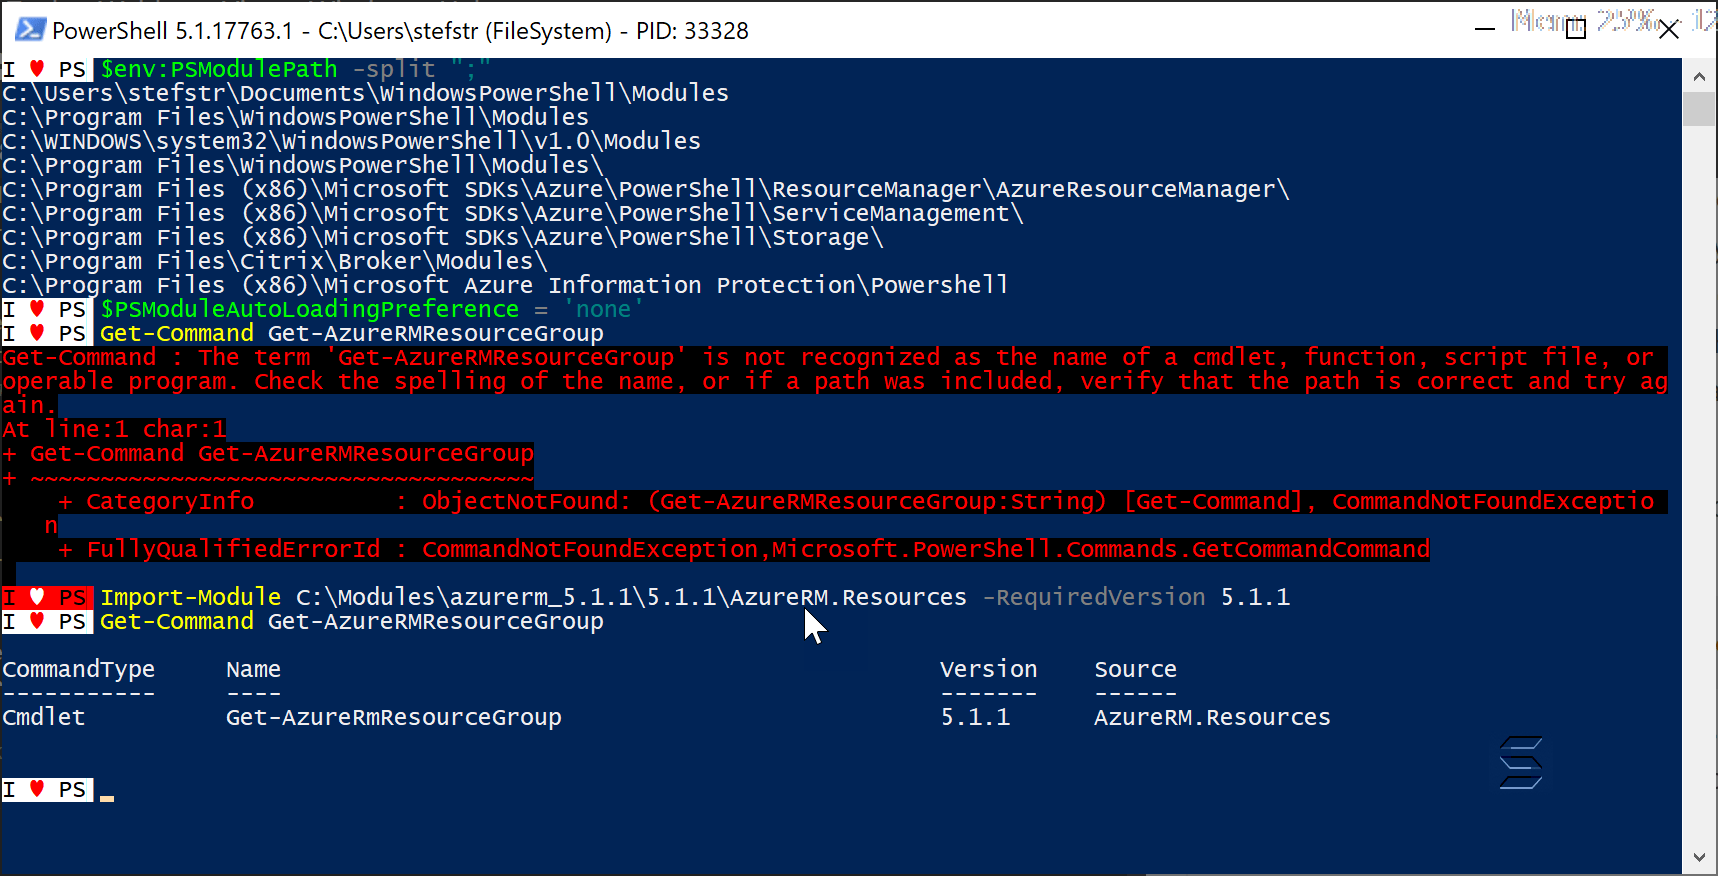 PowerShell 5.1.17763.1 - C:\Users\stefstr (FileSystem) - PID: 33328
I ♥ PS $env:PSModulePath -split ";"
C:\Users\stefstr\Documents\WindowsPowerShell\Modules
C:\Program Files\WindowsPowerShell\Modules
C:\WINDOWS\system32\WindowsPowerShell\v1.0\Modules
C:\Program Files\WindowsPowerShell\Modules\
C:\Program Files (x86)\Microsoft SDKs\Azure\PowerShell\ResourceManager\AzureResourceManager\
C:\Program Files (x86)\Microsoft SDKs\Azure\PowerShell\ServiceManagement\
C:\Program Files (x86)\Microsoft SDKs\Azure\PowerShell\Storage\
C:\Program Files\Citrix\Broker\Modules\
C:\Program Files (x86)\Microsoft Azure Information Protection\Powershell
I ♥ PS $PSModuleAutoLoadingPreference = 'none'
I ♥ PS Get-Command Get-AzureRMResourceGroup
Get-Command : The term 'Get-AzureRMResourceGroup' is not recognized as the name of a cmdlet, function, script file, or
operable program. Check the spelling of the name, or if a path was included, verify that the path is correct and try ag
ain.
At line:1 char:1
+ Get-Command Get-AzureRMResourceGroup
+ ~~~~~~~~~~~~~~~~~~~~~~~~~~~~~~~~~~~~
+ CategoryInfo : ObjectNotFound: (Get-AzureRMResourceGroup:String) [Get-Command], CommandNotFoundExceptio
n
+ FullyQualifiedErrorId : CommandNotFoundException,Microsoft.PowerShell.Commands.GetCommandCommand
I ♥ PS Import-Module C:\Modules\azurerm_5.1.1\5.1.1\AzureRM.Resources -RequiredVersion 5.1.1
I ♥ PS Get-Command Get-AzureRMResourceGroup
CommandType Name Version Source
----------- ---- ------- ------
Cmdlet Get-AzureRmResourceGroup 5.1.1 AzureRM.Resources
I ♥ PS _